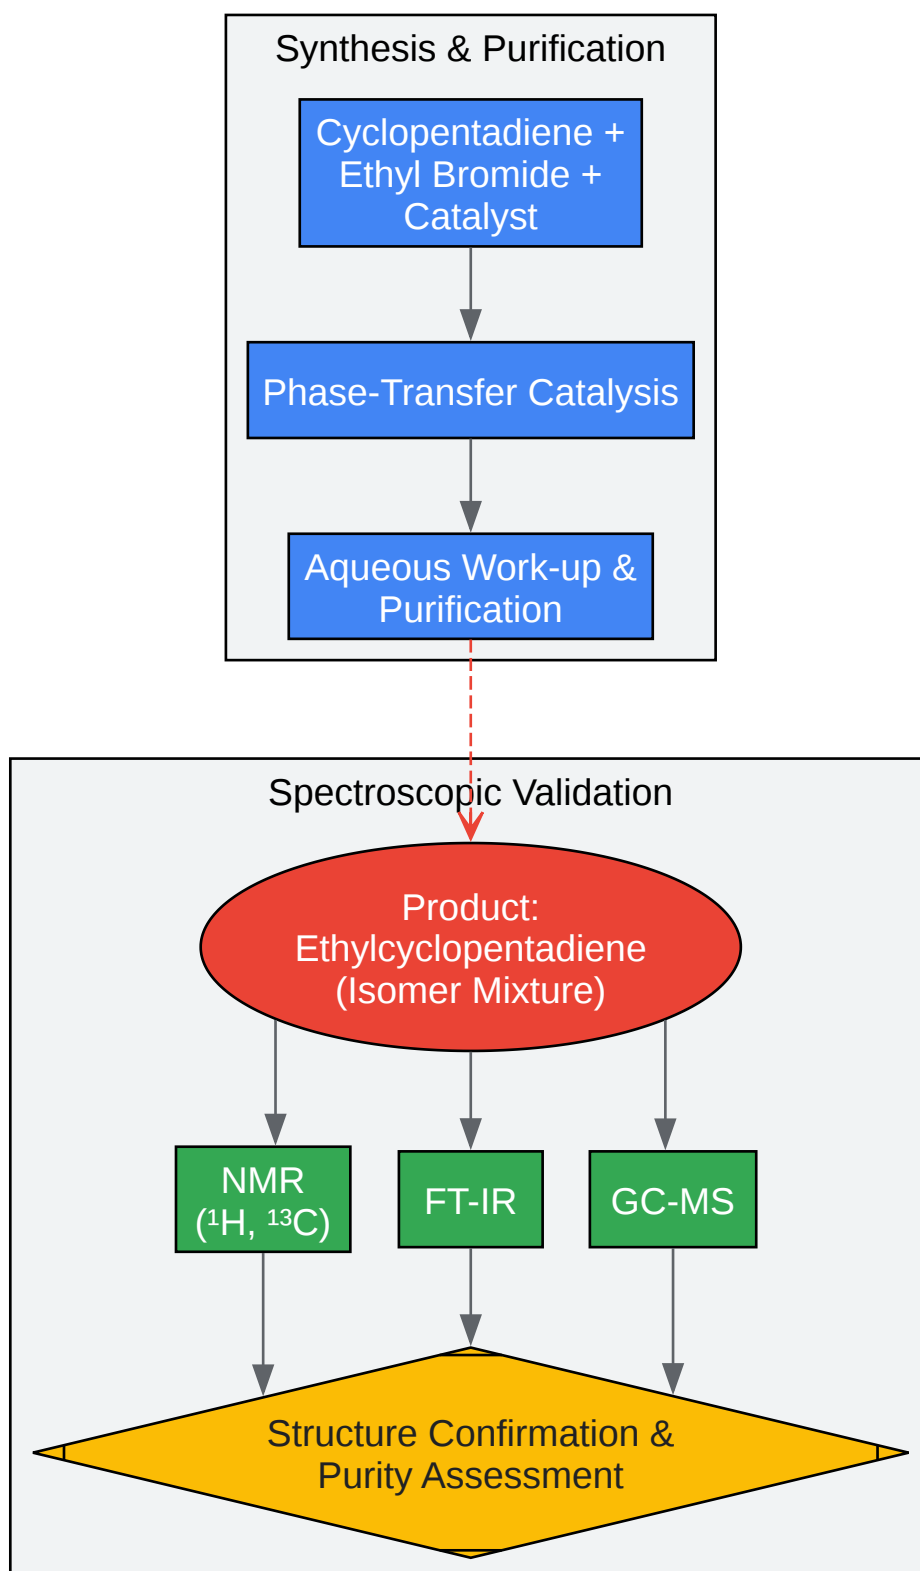 Synthesis & Purification
Cyclopentadiene +
Ethyl Bromide +
Catalyst
Phase-Transfer Catalysis
Aqueous Work-up &
Purification
Spectroscopic Validation
Product:
Ethylcyclopentadiene
(Isomer Mixture)
NMR
(¹H, ¹³C)
FT-IR
GC-MS
Structure Confirmation &
Purity Assessment